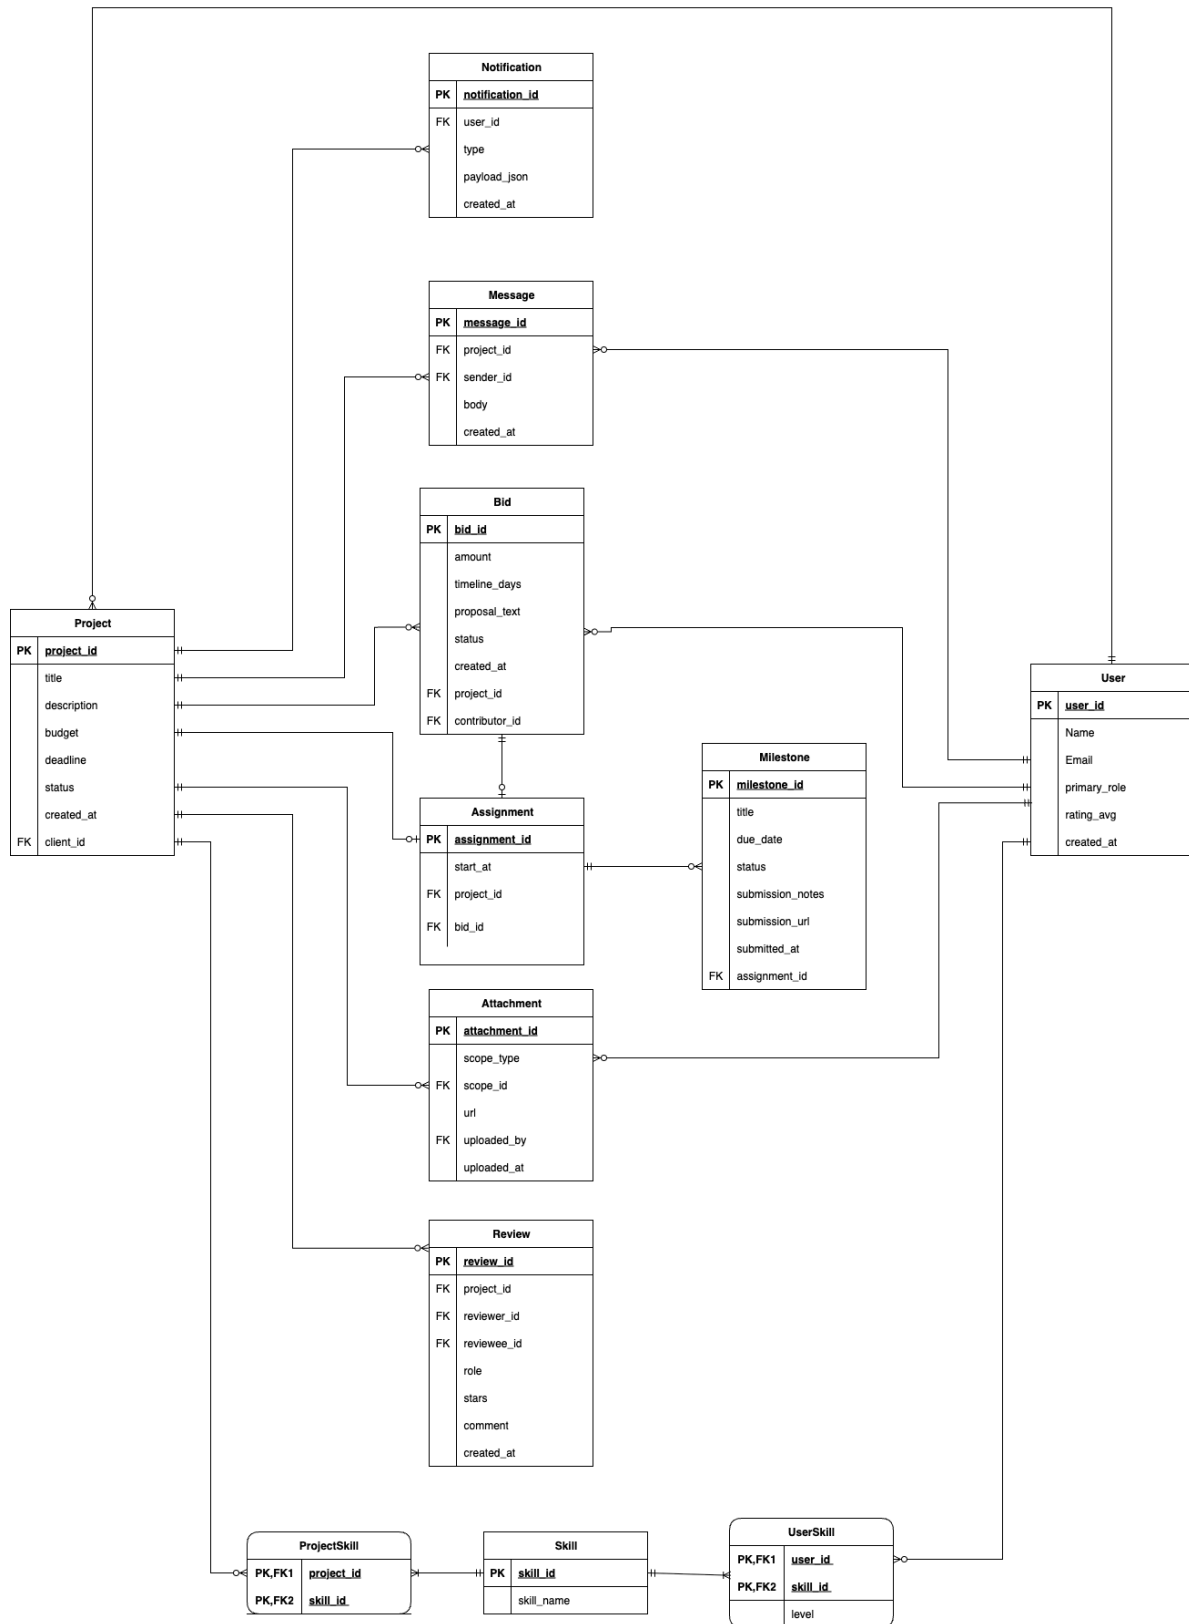 Notification
PK notification_id
FK user_id
type
payload_json
created_at
Message
PK message_id
FK project_id
FK sender_id
body
created_at
Bid
PK bid_id
amount
timeline_days
proposal_text
status
created_at
FK project_id
FK contributor_id
Project
PK project_id
title
description
budget
deadline
status
created_at
FK client_id
User
PK user_id
Name
Email
primary_role
rating_avg
created_at
Milestone
PK milestone_id
title
due_date
status
submission_notes
submission_url
submitted_at
FK assignment_id
Assignment
PK assignment_id
start_at
FK project_id
FK bid_id
Attachment
PK attachment_id
scope_type
FK scope_id
url
FK uploaded_by
uploaded_at
Review
PK review_id
FK project_id
FK reviewer_id
FK reviewee_id
role
stars
comment
created_at
ProjectSkill
PK,FK1 project_id
PK,FK2 skill_id
Skill
PK skill_id
skill_name
UserSkill
PK,FK1 user_id
PK,FK2 skill_id
level